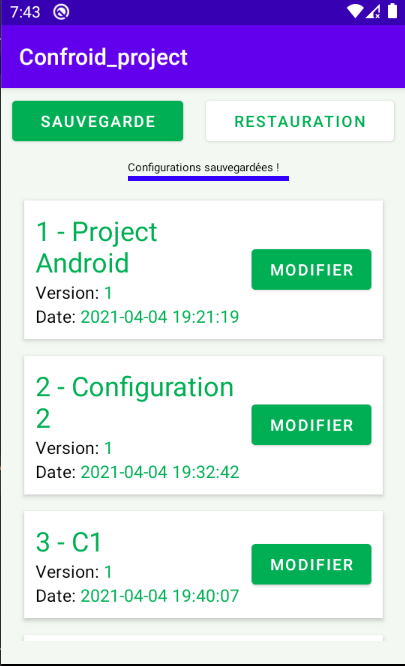 7:43
Confroid_project
SAUVEGARDE
RESTAURATION
Configurations sauvegardées !
1 - Project
Android
Version: 1
Date: 2021-04-04 19:21:19
MODIFIER
2 - Configuration
2
Version: 1
Date: 2021-04-04 19:32:42
MODIFIER
3 - C1
Version: 1
Date: 2021-04-04 19:40:07
MODIFIER